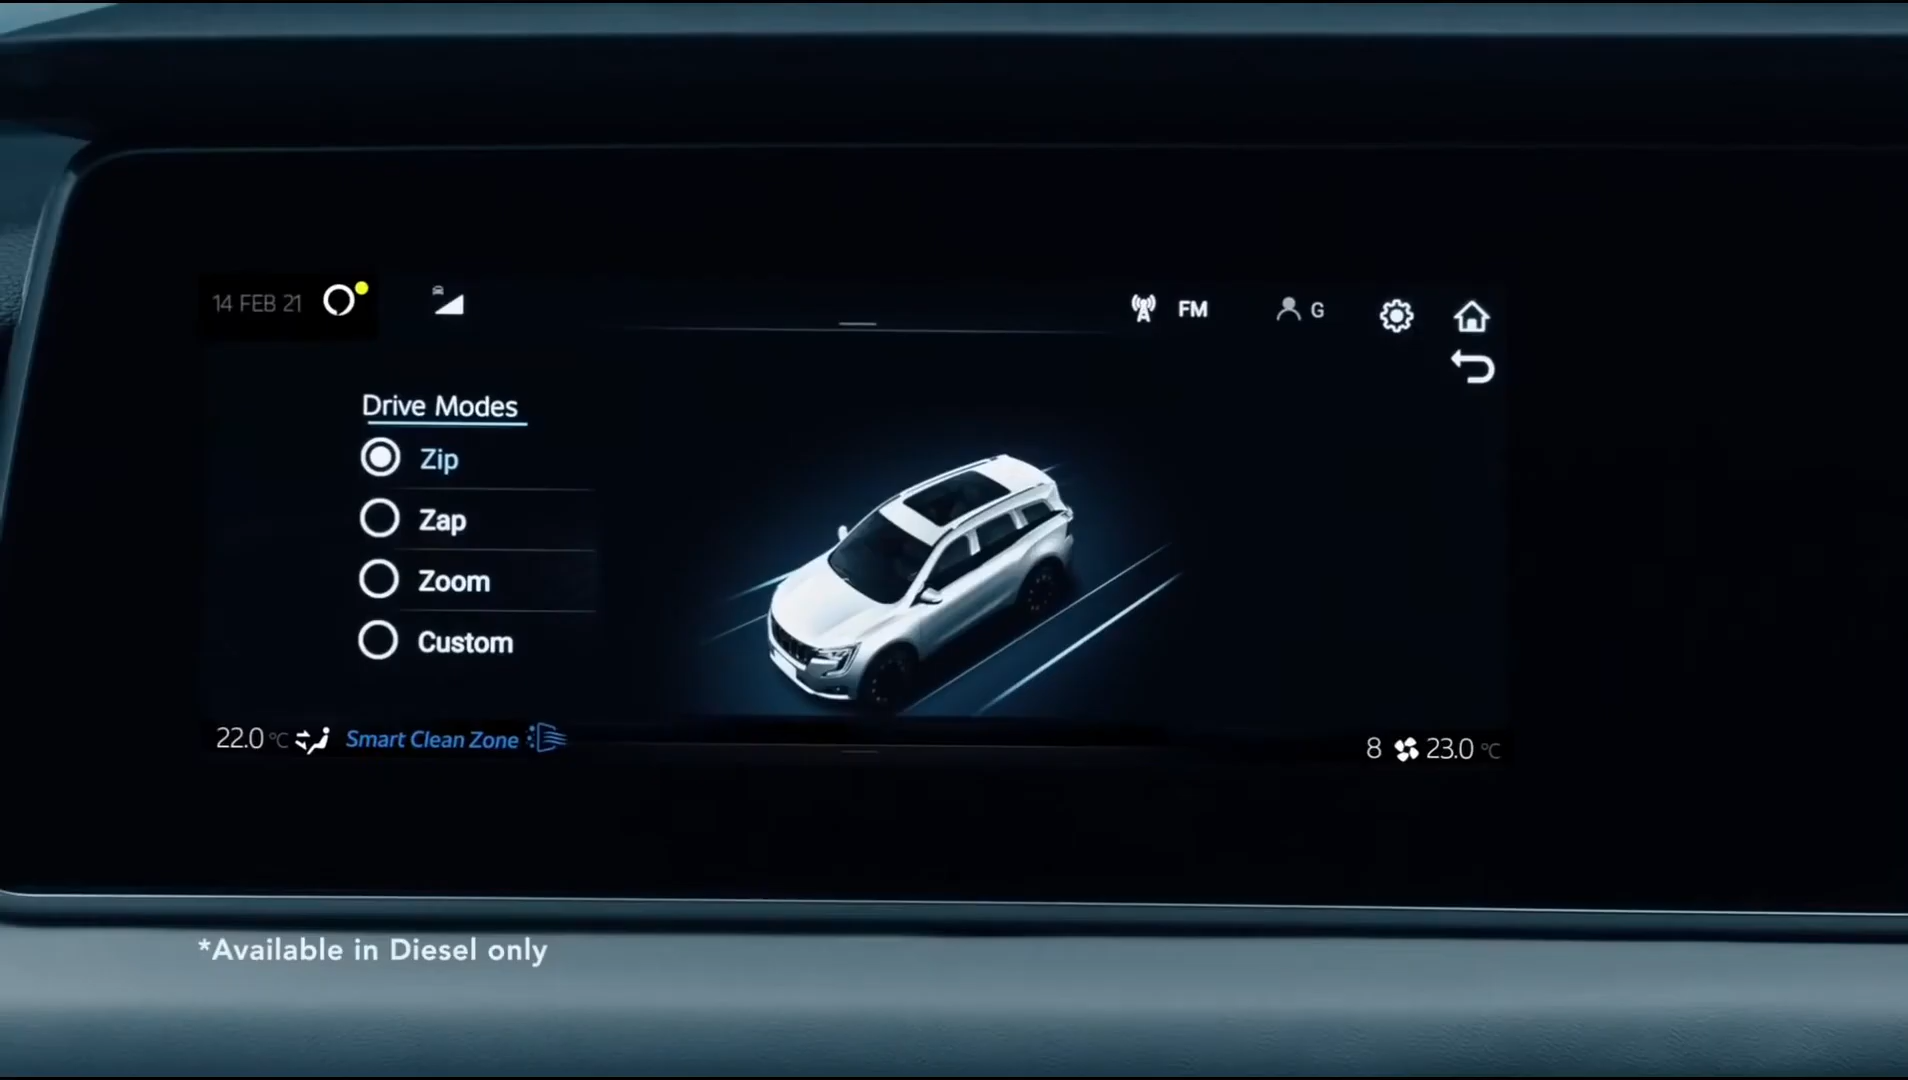 14 FEB 21
FM
G
Drive Modes
Zip
Zap
Zoom
Custom
22.0 °C
Smart Clean Zone
8
23.0 °C
*Available in Diesel only